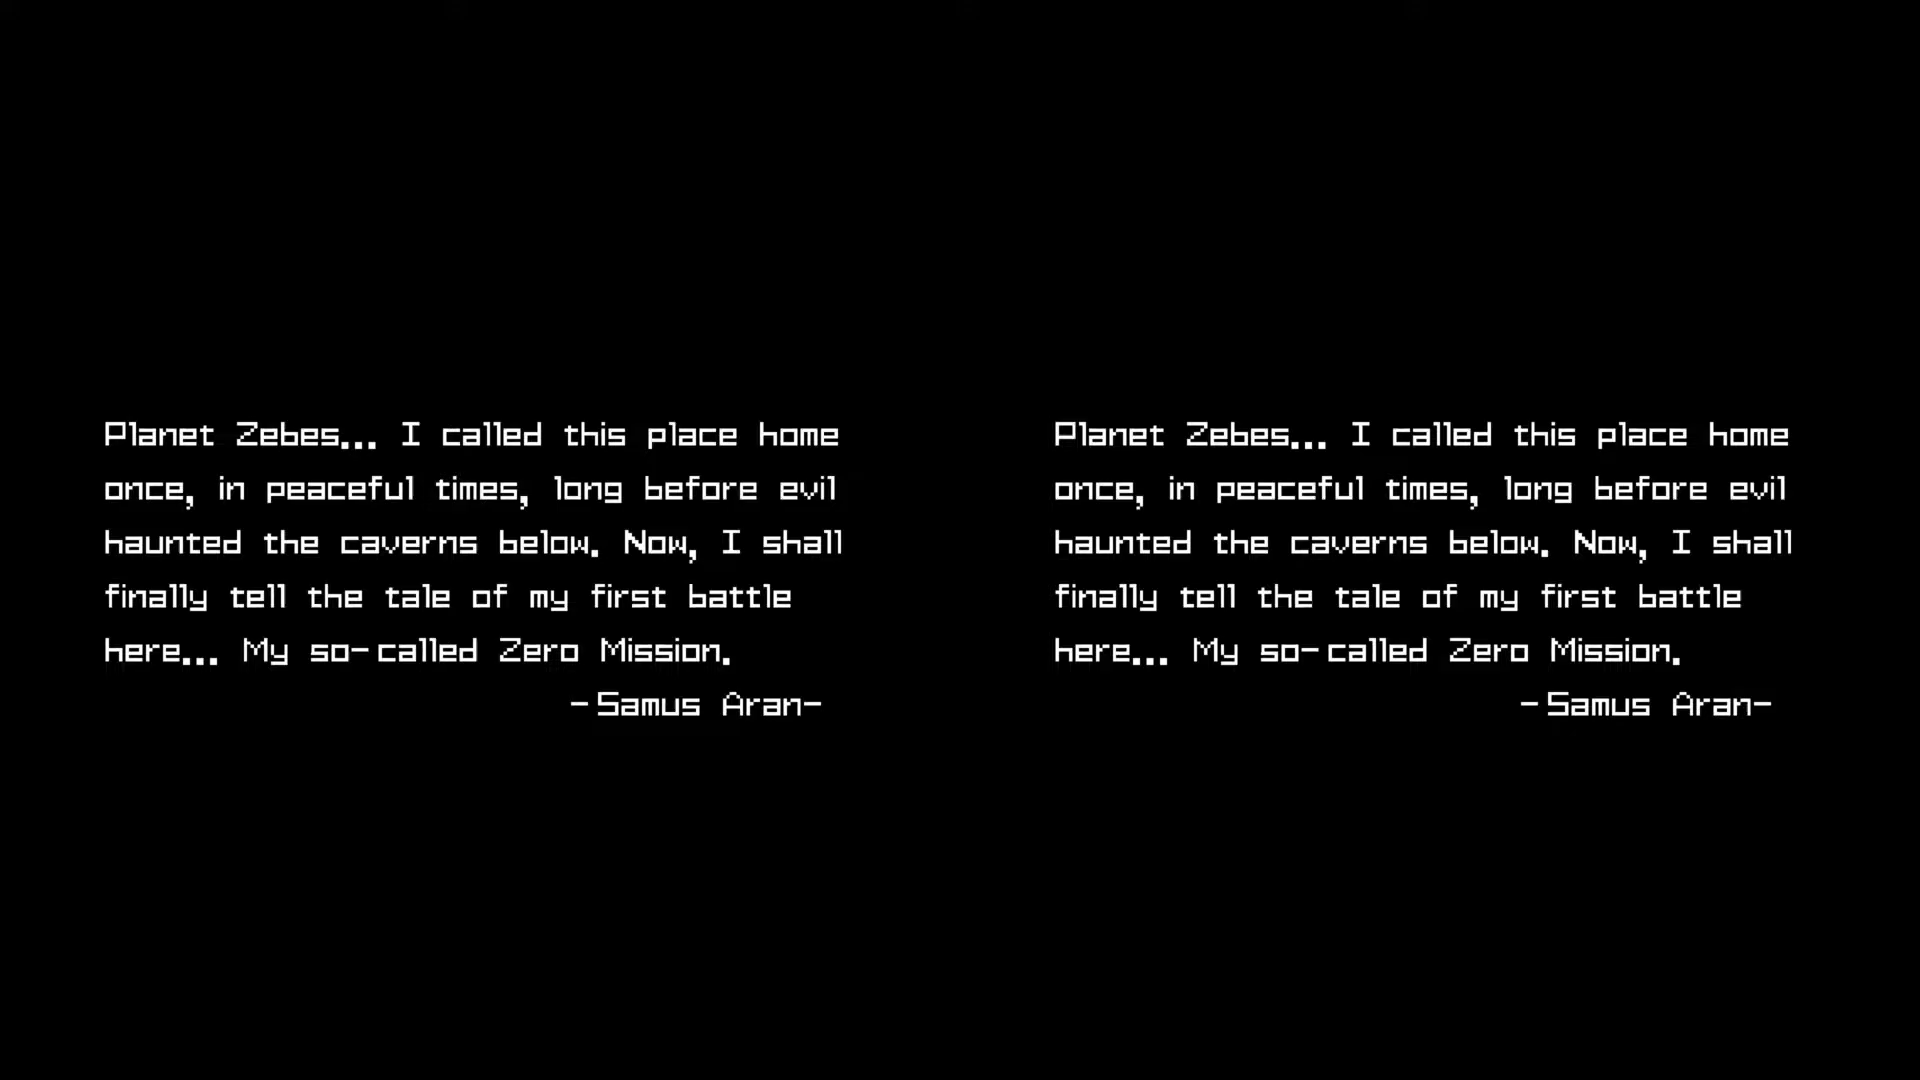 Planet Zebes... I called this place home
once, in peaceful times, long before evil
haunted the caverns below. Now, I shall
finally tell the tale of my first battle
here... My so-called Zero Mission.
-Samus Aran-
Planet Zebes... I called this place home
once, in peaceful times, long before evil
haunted the caverns below. Now, I shall
finally tell the tale of my first battle
here... My so-called Zero Mission.
-Samus Aran-